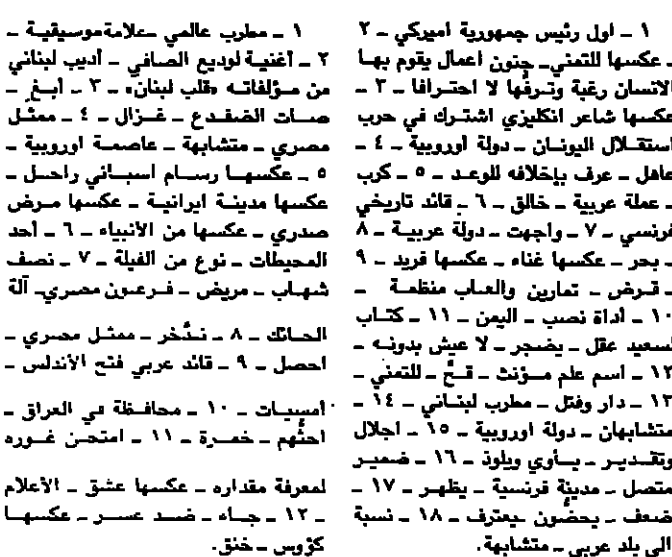 ١ – اول رئيس جمهورية اميركي – ٢
– عكسها للتمني – جنون اعمال يقوم بها
الانسان رغبة وترفها لا احترافا – ٣ –
عكسها شاعر انكليزي اشترك في حرب
استقلال اليونان – دولة اوروبية – ٤ –
عاهل – عرف بإخلافه للوعد – ٥ – كرب
– عملة عربية – خالق – ٦ – قائد تاريخي
فرنسي – ٧ – واجهت – دولة عربية – ٨
– بحر – عكسها غناء – عكسها فريد – ٩
– قرض – تمارين والعاب منظمة –
١٠ – أداة نصب – اليمن – ١١ – كتاب
لسعيد عقل – يضجر – لا عيش بدونه –
١٢ – اسم علم مؤنث – قحّ – للتمني –
١٣ – دار وفتل – مطرب لبناني – ١٤ –
متشابهان – دولة اوروبية – ١٥ – اجلال
وتقدير – يأوي ويلوذ – ١٦ – ضمير
متصل – مدينة فرنسية – يظهر – ١٧ –
ضعف – يحضّون يعترف – ١٨ – نسبة
الى بلد عربي – متشابهة.
١ – مطرب عالمي – علامة موسيقية –
٢ – أغنية لوديع الصافي – أديب لبناني
من مؤلفاته «قلب لبنان» – ٣ – أبغ –
صات الضفدع – غزال – ٤ – ممثل
مصري – متشابهة – عاصمة اوروبية –
٥ – عكسها رسام اسباني راحل –
عكسها مدينة ايرانية – عكسها مرض
صدري – عكسها من الأنبياء – ٦ – أحد
المحيطات – نوع من الفيلة – ٧ – نصف
شهاب – مريض – فرعون مصري – آلة
الحائك – ٨ – ندّخر – ممثل مصري –
احصل – ٩ – قائد عربي فتح الأندلس –
أمسيات – ١٠ – محافظة في العراق –
احثّهم – خمرة – ١١ – امتحن غوره
لمعرفة مقداره – عكسها عشق – الأعلام
– ١٢ – جاه – ضد عسر – عكسها
كؤوس – خنق.